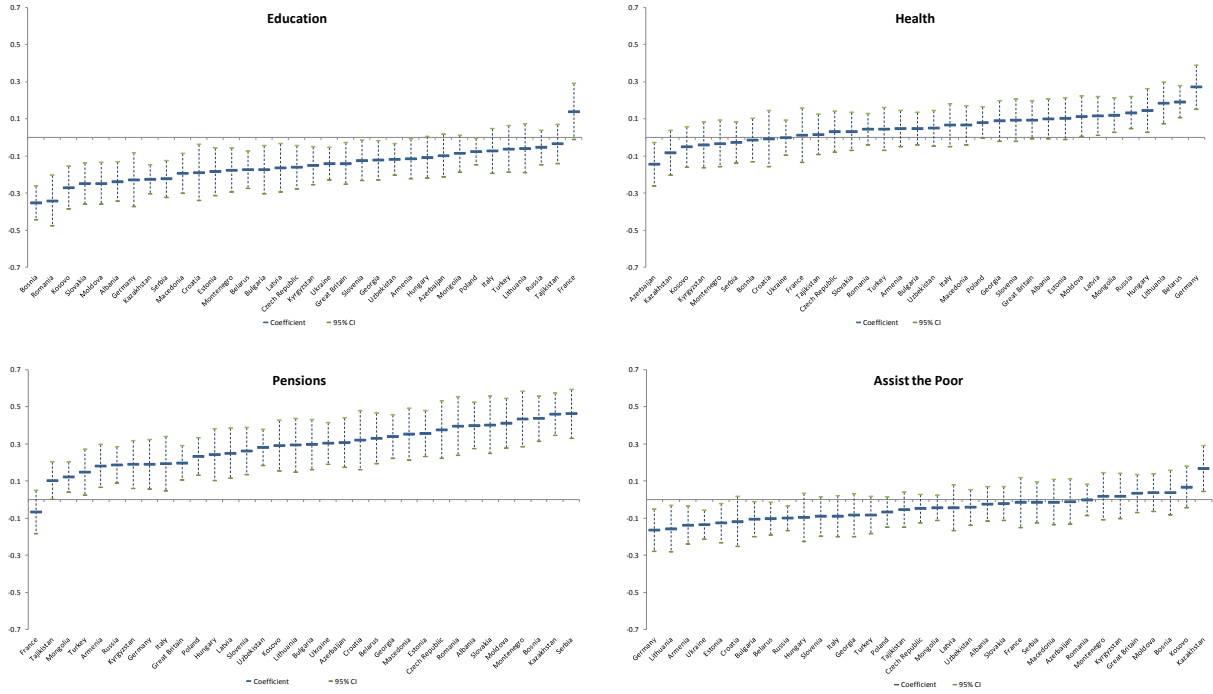 Education
0.7
0.5
0.3
0.1
-0.1
-0.3
-0.5
-0.7
Bosnia
Romania
Kosovo
Slovakia
Moldova
Albania
Germany
Kazakhstan
Serbia
Macedonia
Croatia
Estonia
Montenegro
Belarus
Bulgaria
Latvia
Czech Republic
Kyrgyzstan
Ukraine
Great Britain
Slovenia
Georgia
Uzbekistan
Armenia
Hungary
Azerbaijan
Mongolia
Poland
Italy
Turkey
Lithuania
Russia
Tajikistan
France
Coefficient
95% CI
Health
0.7
0.5
0.3
0.1
-0.1
-0.3
-0.5
-0.7
Azerbaijan
Kazakhstan
Kosovo
Kyrgyzstan
Montenegro
Serbia
Bosnia
Croatia
Ukraine
France
Tajikistan
Czech Republic
Slovakia
Romania
Turkey
Armenia
Bulgaria
Uzbekistan
Italy
Macedonia
Poland
Georgia
Slovenia
Great Britain
Albania
Estonia
Moldova
Latvia
Mongolia
Russia
Hungary
Lithuania
Belarus
Germany
Coefficient
95% CI
Pensions
0.7
0.5
0.3
0.1
-0.1
-0.3
-0.5
-0.7
France
Tajikistan
Mongolia
Turkey
Armenia
Russia
Kyrgyzstan
Germany
Italy
Great Britain
Poland
Hungary
Latvia
Slovenia
Uzbekistan
Kosovo
Lithuania
Bulgaria
Ukraine
Azerbaijan
Croatia
Belarus
Georgia
Macedonia
Estonia
Czech Republic
Romania
Albania
Slovakia
Moldova
Montenegro
Bosnia
Kazakhstan
Serbia
Coefficient
95% CI
Assist the Poor
0.7
0.5
0.3
0.1
-0.1
-0.3
-0.5
-0.7
Germany
Lithuania
Armenia
Ukraine
Estonia
Croatia
Bulgaria
Belarus
Russia
Hungary
Slovenia
Italy
Georgia
Turkey
Poland
Tajikistan
Czech Republic
Mongolia
Latvia
Uzbekistan
Albania
Slovakia
France
Serbia
Macedonia
Azerbaijan
Romania
Montenegro
Kyrgyzstan
Great Britain
Moldova
Bosnia
Kosovo
Kazakhstan
Coefficient
95% CI